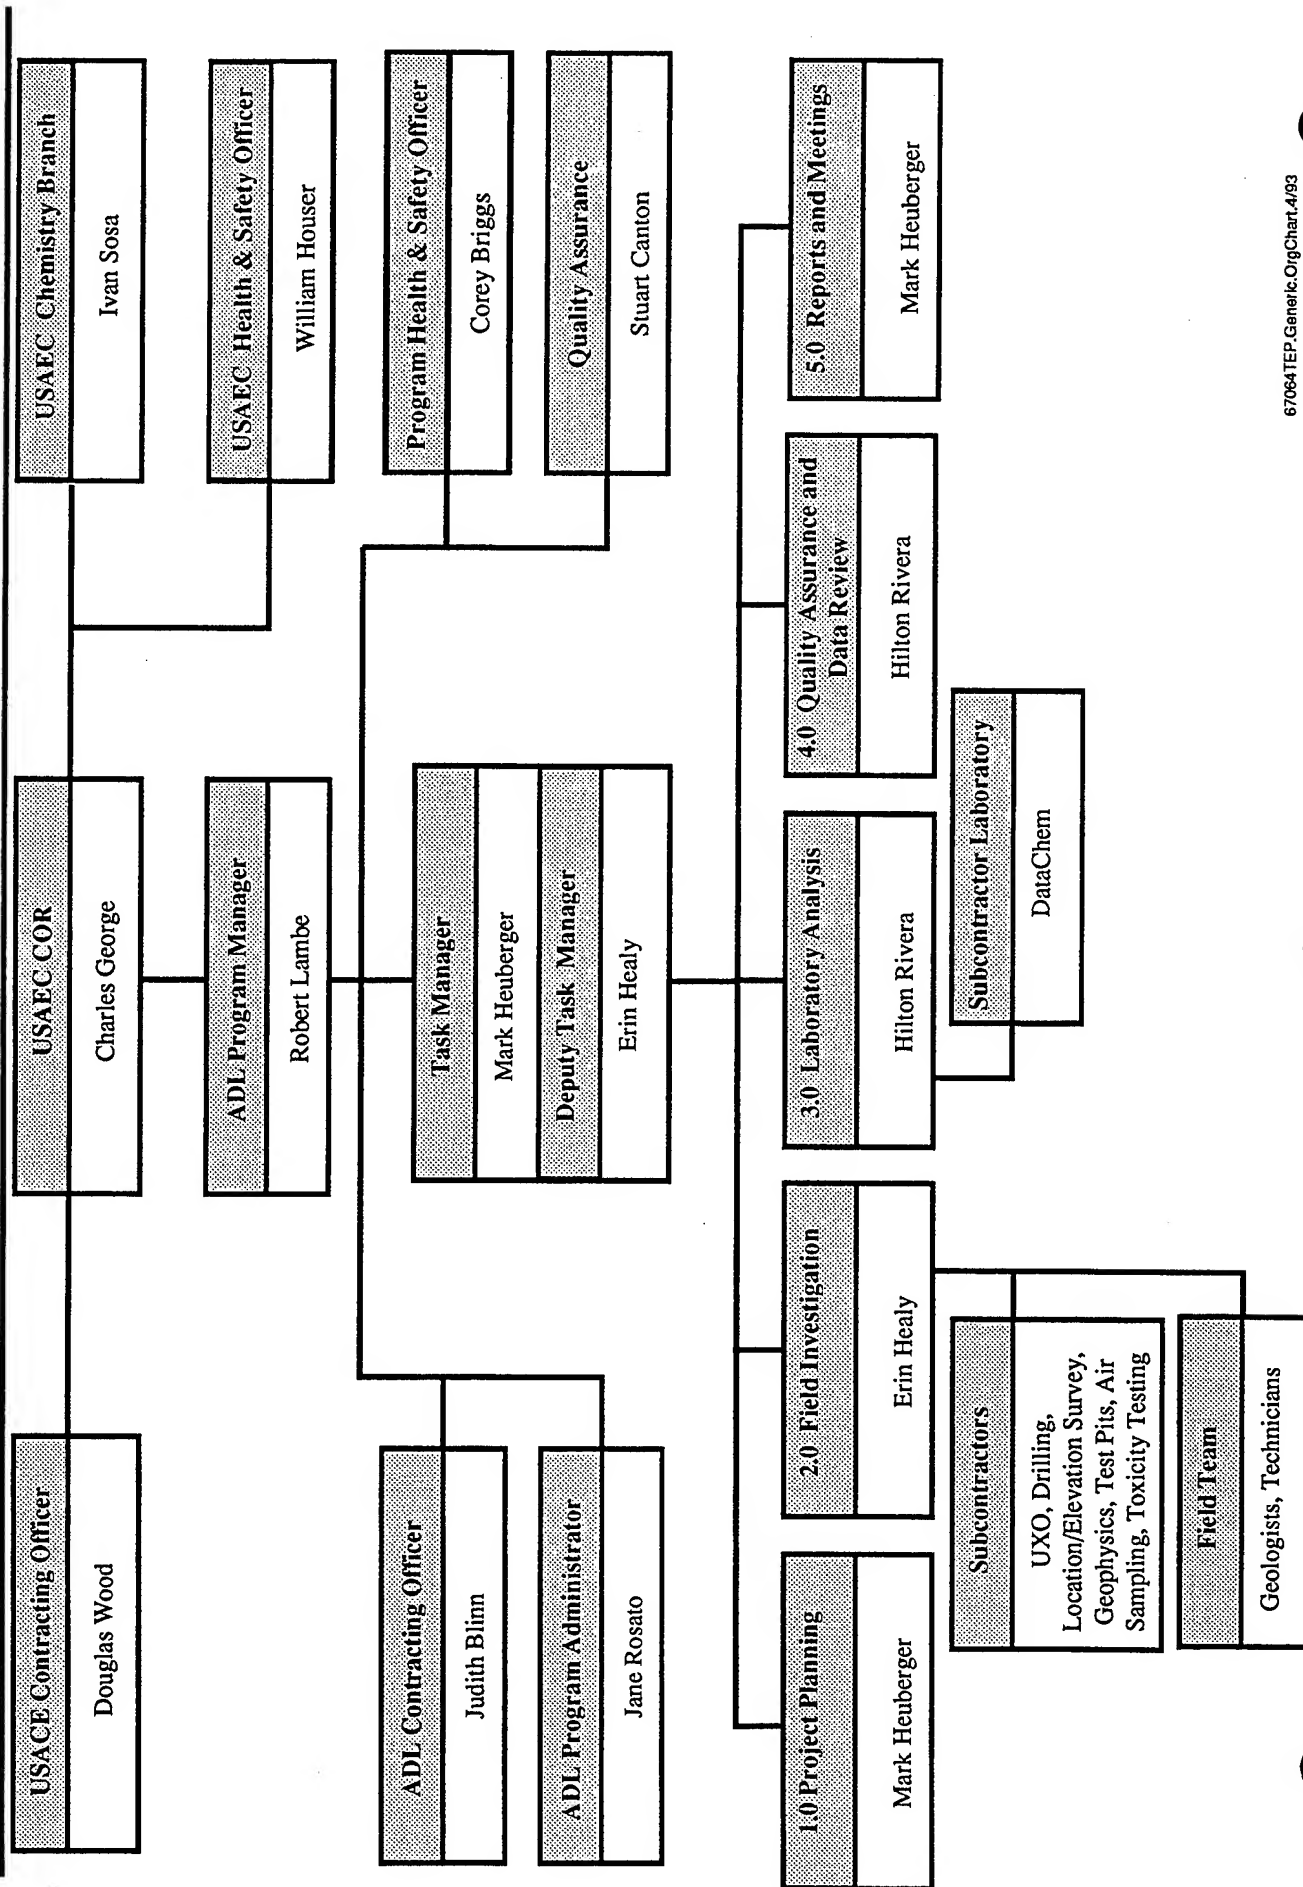 USACE Contracting Officer
Douglas Wood
USAEC COR
Charles George
USAEC Chemistry Branch
Ivan Sosa
ADL Program Manager
Robert Lambe
USAEC Health & Safety Officer
William Houser
ADL Contracting Officer
Judith Blinn
ADL Program Administrator
Jane Rosato
Task Manager
Mark Heuberger
Deputy Task Manager
Erin Healy
Program Health & Safety Officer
Corey Briggs
Quality Assurance
Stuart Canton
1.0 Project Planning
Mark Heuberger
2.0 Field Investigation
Erin Healy
3.0 Laboratory Analysis
Hilton Rivera
4.0 Quality Assurance and
Data Review
Hilton Rivera
5.0 Reports and Meetings
Mark Heuberger
Subcontractors
UXO, Drilling,
Location/Elevation Survey,
Geophysics, Test Pits, Air
Sampling, Toxicity Testing
Field Team
Geologists, Technicians
Subcontractor Laboratory
DataChem
67064TEP.Generic.OrgChart.4/93